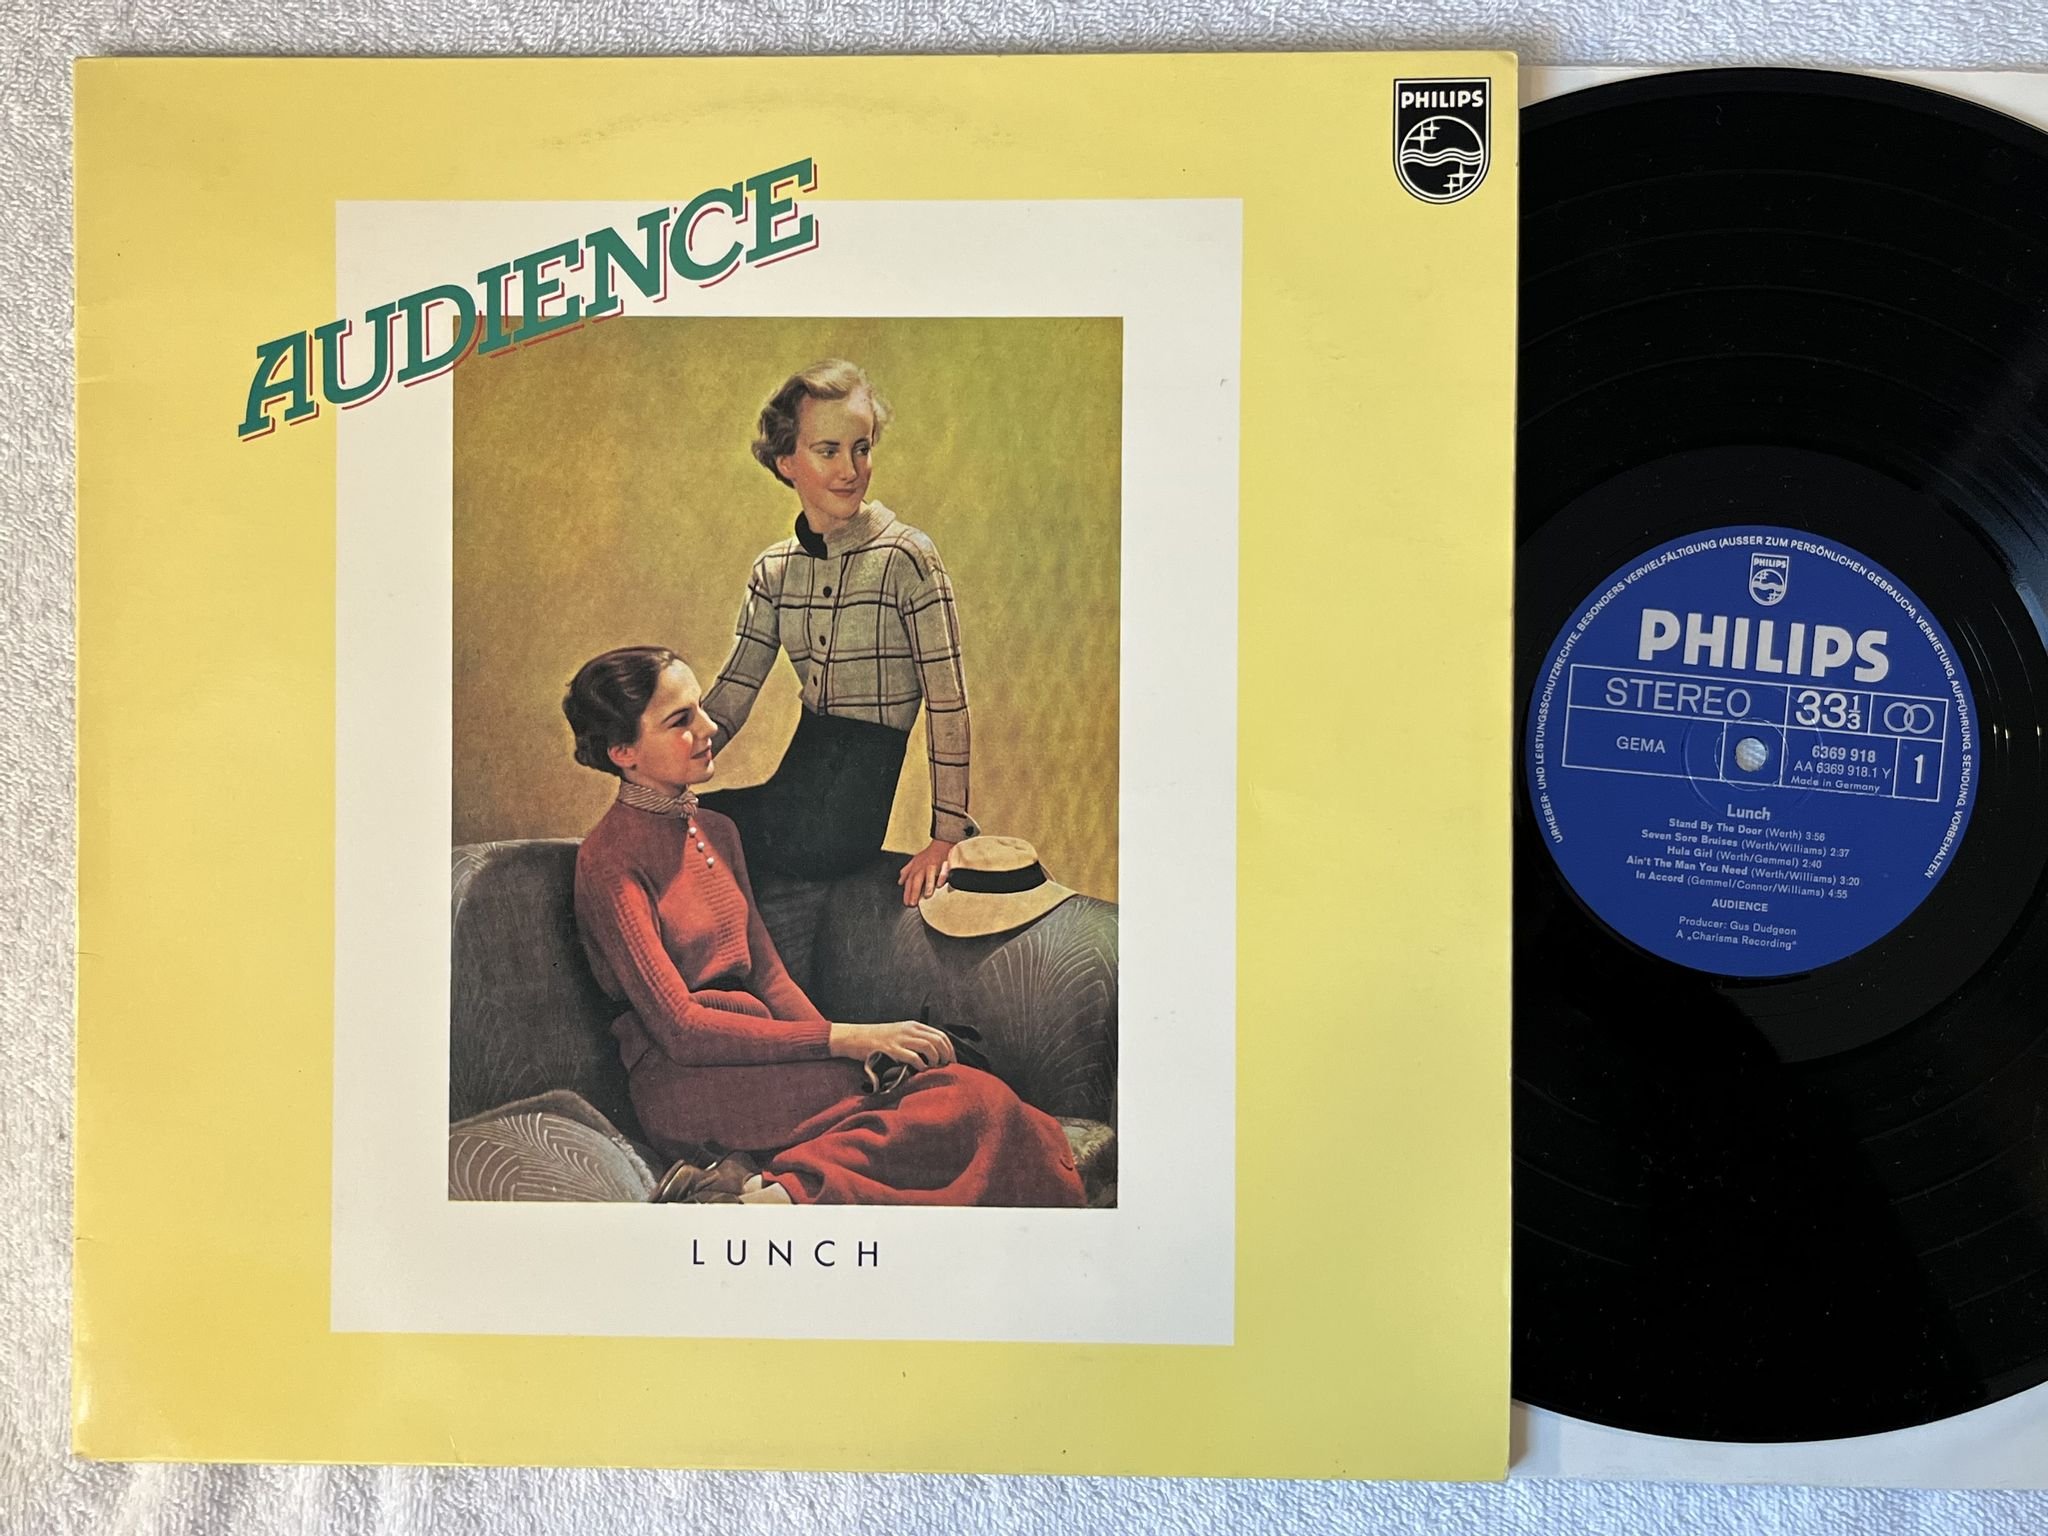 AUDIENCE
PHILIPS
LUNCH
URHEBER- UND LEISTUNGSSCHUTZRECHTE, BESONDERS VERVIELFÄLTIGUNG (AUSSER ZUM PERSÖNLICHEN GEBRAUCH), VERMIETUNG, AUFFÜHRUNG, SENDUNG, VORBEHALTEN
PHILIPS
PHILIPS
STEREO
33 1/3
GEMA
6369 918
AA 6369 918.1 Y
Made in Germany
1
Lunch
Stand By The Door (Werth) 3:56
Seven Sore Bruises (Werth/Williams) 2:37
Hula Girl (Werth/Gemmel) 2:40
Ain't The Man You Need (Werth/Williams) 3:20
In Accord (Gemmel/Connor/Williams) 4:55
AUDIENCE
Producer: Gus Dudgeon
A „Charisma Recording"